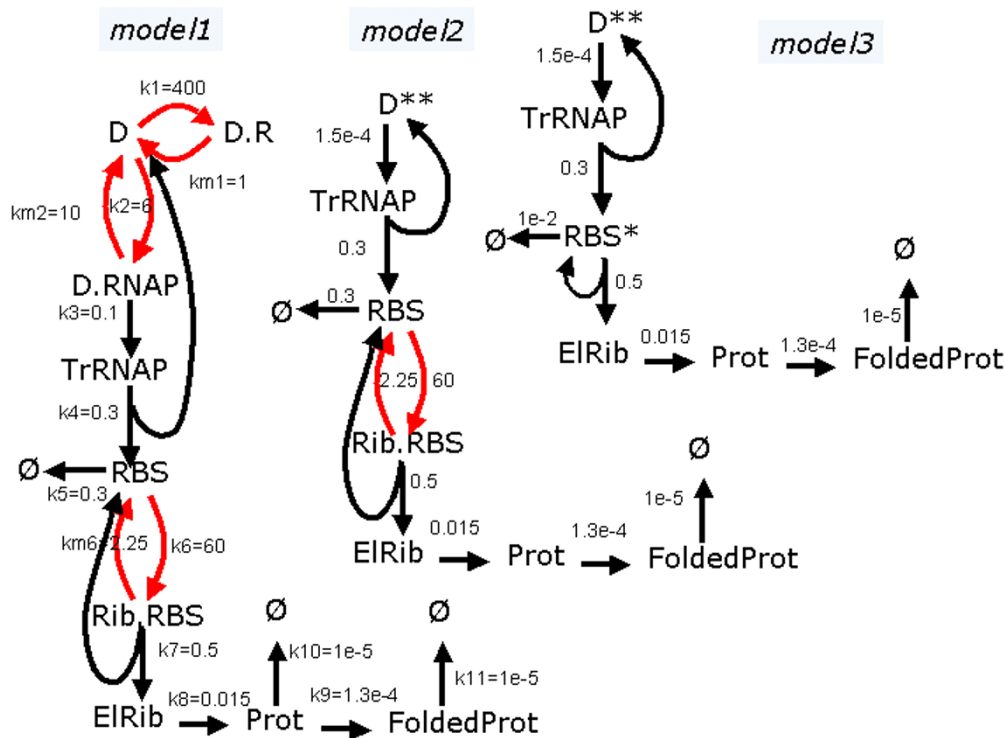 model1
k1=400
D
D.R
km1=1
km2=10
k2=6
D.RNAP
k3=0.1
TrRNAP
k4=0.3
Ø
RBS
k5=0.3
km6=2.25
k6=60
Rib.RBS
k7=0.5
ElRib
k8=0.015
Prot
k10=1e-5
Ø
k9=1.3e-4
FoldedProt
k11=1e-5
Ø
model2
D**
1.5e-4
TrRNAP
0.3
Ø
0.3
RBS
2.25
60
Rib.RBS
0.5
ElRib
0.015
Prot
1.3e-4
FoldedProt
1e-5
Ø
model3
D**
1.5e-4
TrRNAP
0.3
Ø
1e-2
RBS*
0.5
ElRib
0.015
Prot
1.3e-4
FoldedProt
1e-5
Ø